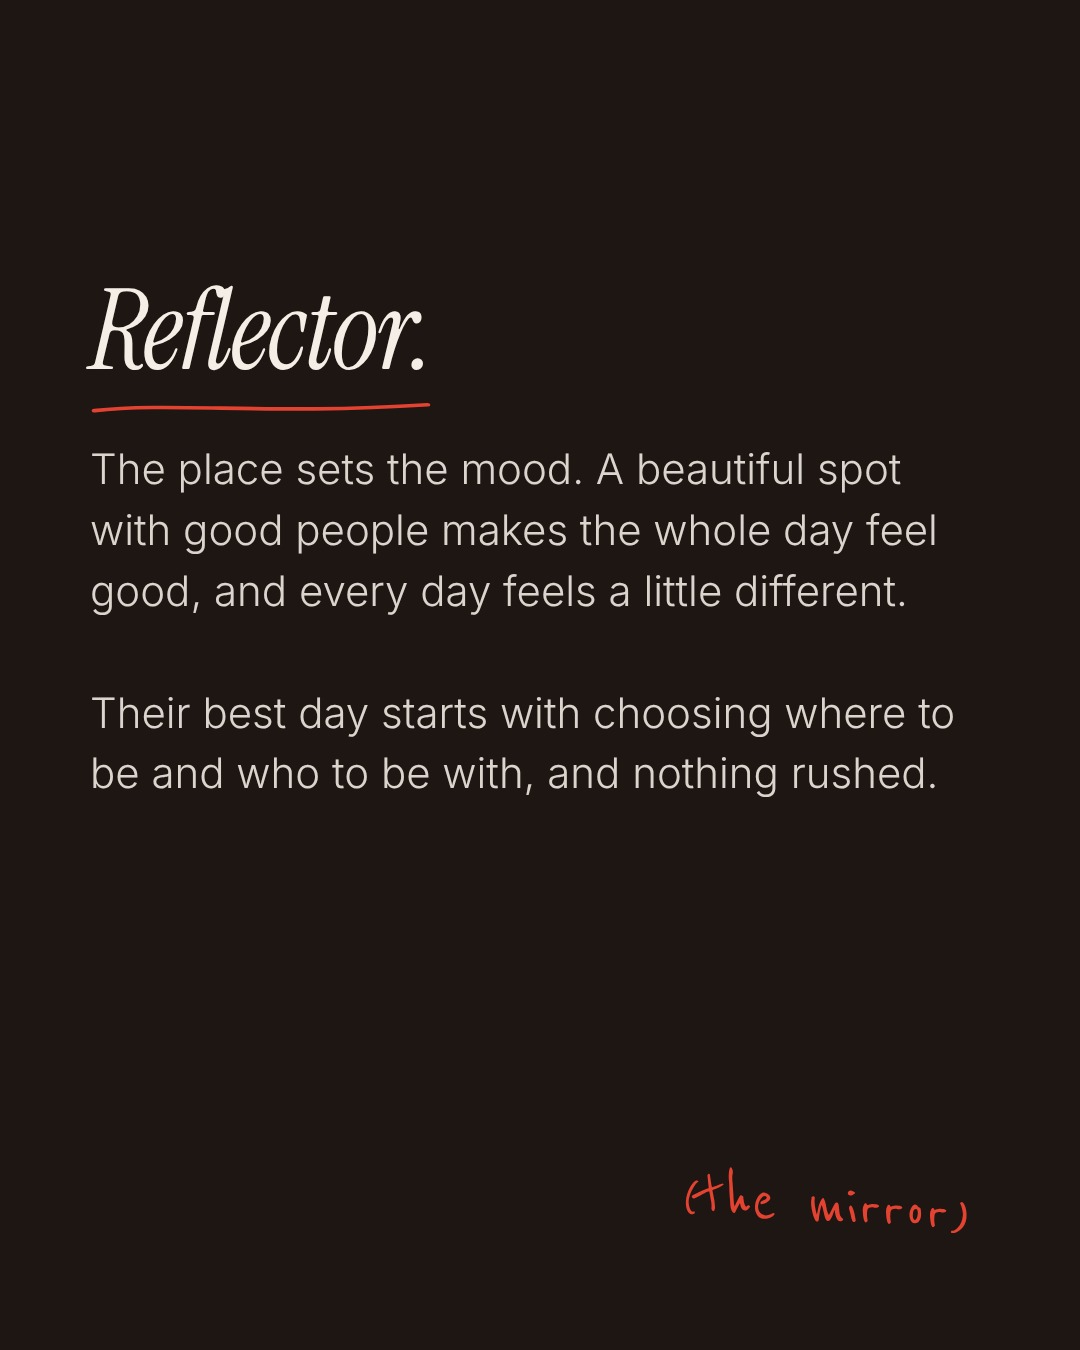 Reflector.
The place sets the mood. A beautiful spot
with good people makes the whole day feel
good, and every day feels a little different.
Their best day starts with choosing where to
be and who to be with, and nothing rushed.
(the mirror)